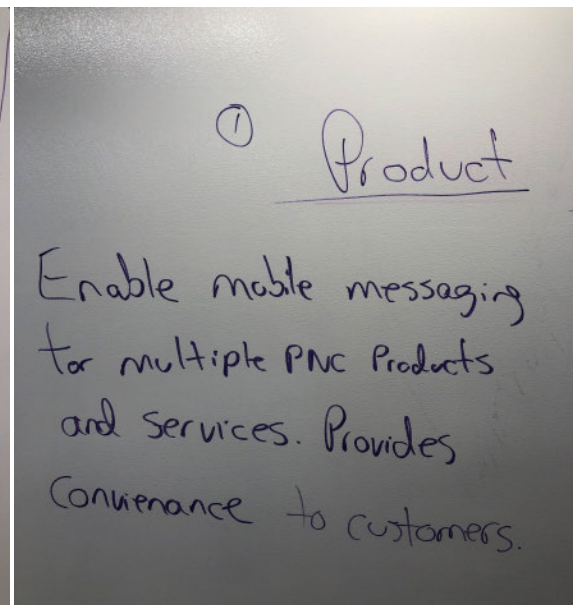 ① Product
Enable mobile messaging
for multiple PNC Products
and services. Provides
Convienance to customers.